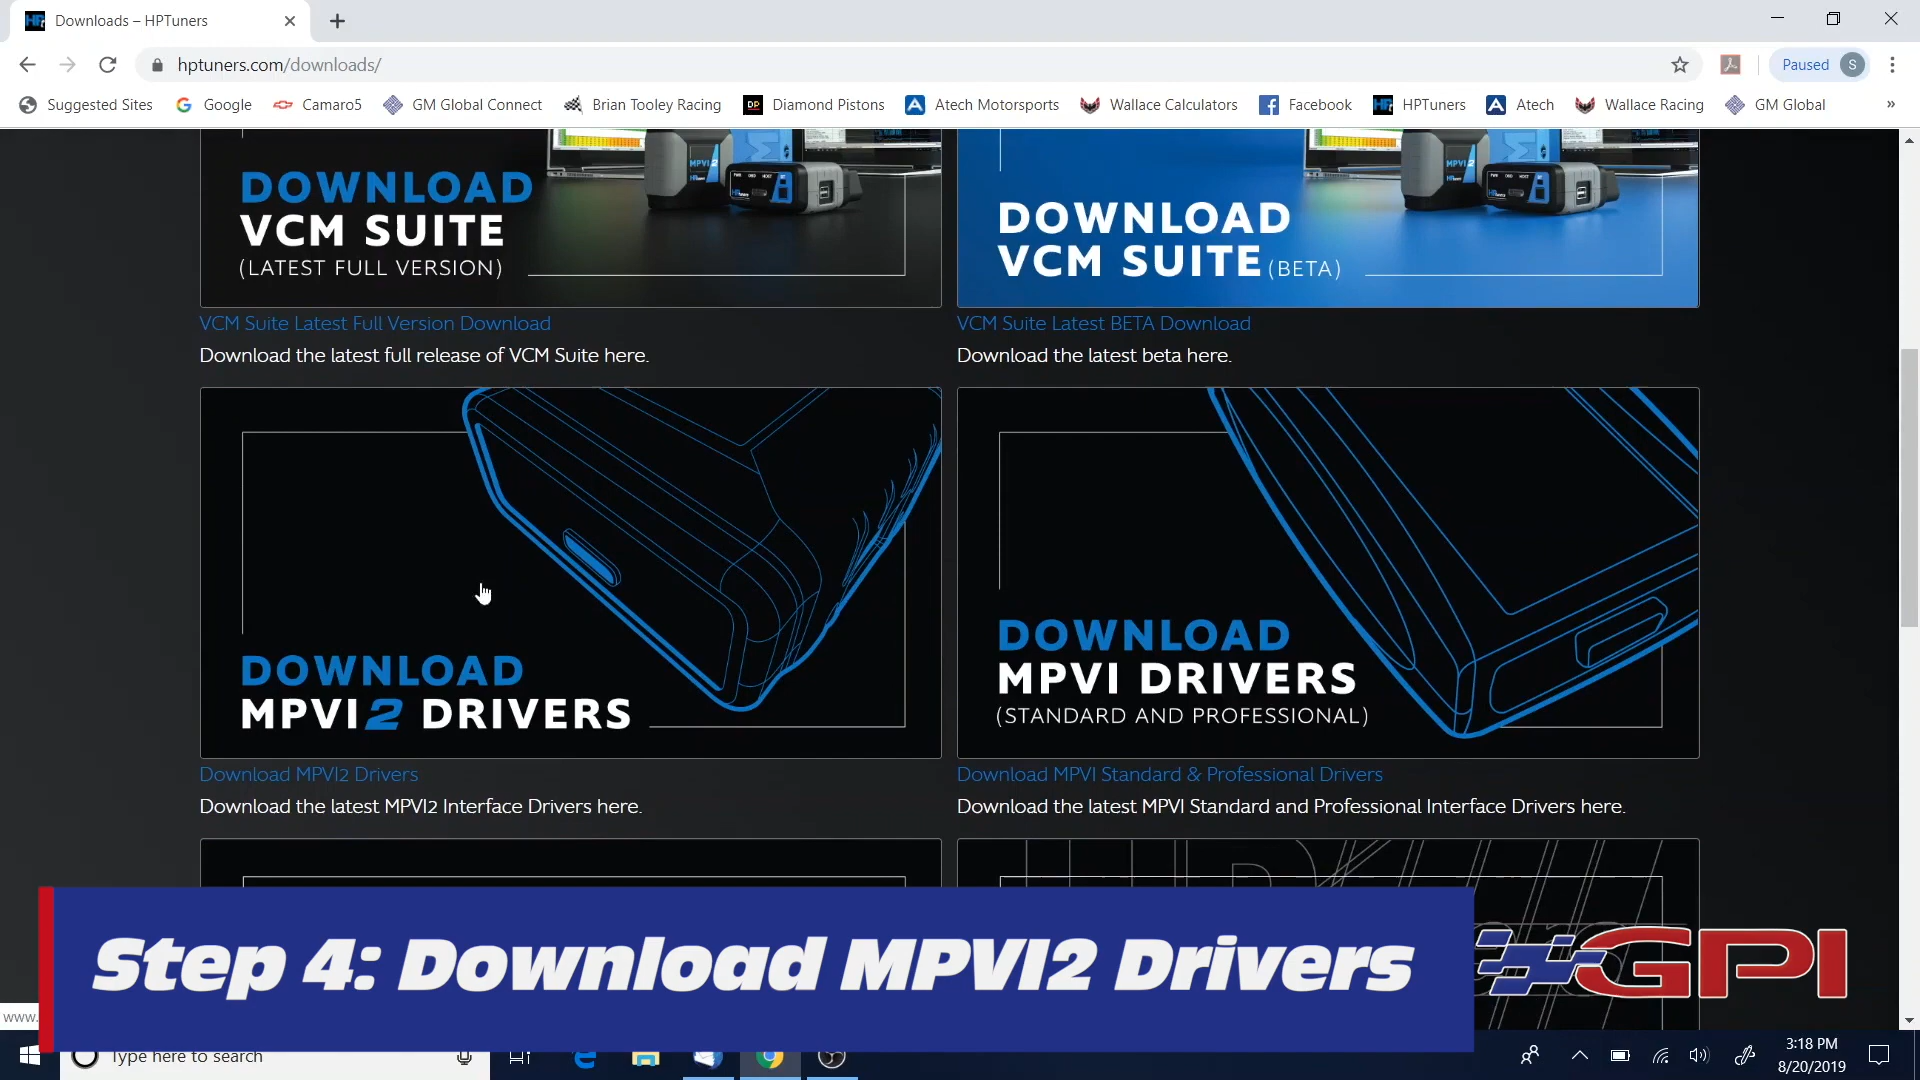 Downloads – HPTuners
hptuners.com/downloads/
Paused
S
Suggested Sites
Google
Camaro5
GM Global Connect
Brian Tooley Racing
DP
Diamond Pistons
Atech Motorsports
Wallace Calculators
Facebook
HPTuners
Atech
Wallace Racing
GM Global
»
DOWNLOAD
VCM SUITE
(LATEST FULL VERSION)
DOWNLOAD
VCM SUITE (BETA)
VCM Suite Latest Full Version Download
VCM Suite Latest BETA Download
Download the latest full release of VCM Suite here.
Download the latest beta here.
DOWNLOAD
MPVI2 DRIVERS
DOWNLOAD
MPVI DRIVERS
(STANDARD AND PROFESSIONAL)
Download MPVI2 Drivers
Download MPVI Standard & Professional Drivers
Download the latest MPVI2 Interface Drivers here.
Download the latest MPVI Standard and Professional Interface Drivers here.
Step 4: Download MPVI2 Drivers
GPI
www.
Type here to search
3:18 PM
8/20/2019